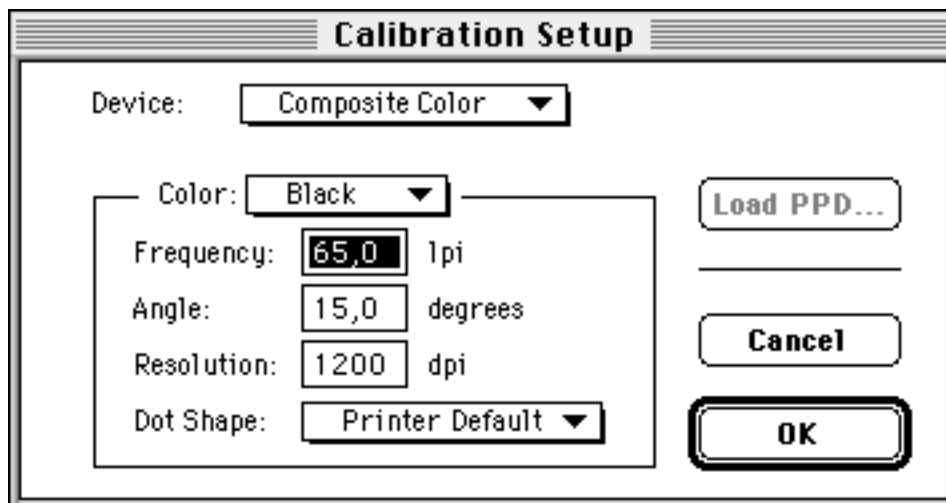 Calibration Setup
Device: Composite Color
Color: Black
Load PPD...
Frequency: 65,0 lpi
Angle: 15,0 degrees
Cancel
Resolution: 1200 dpi
Dot Shape: Printer Default
OK